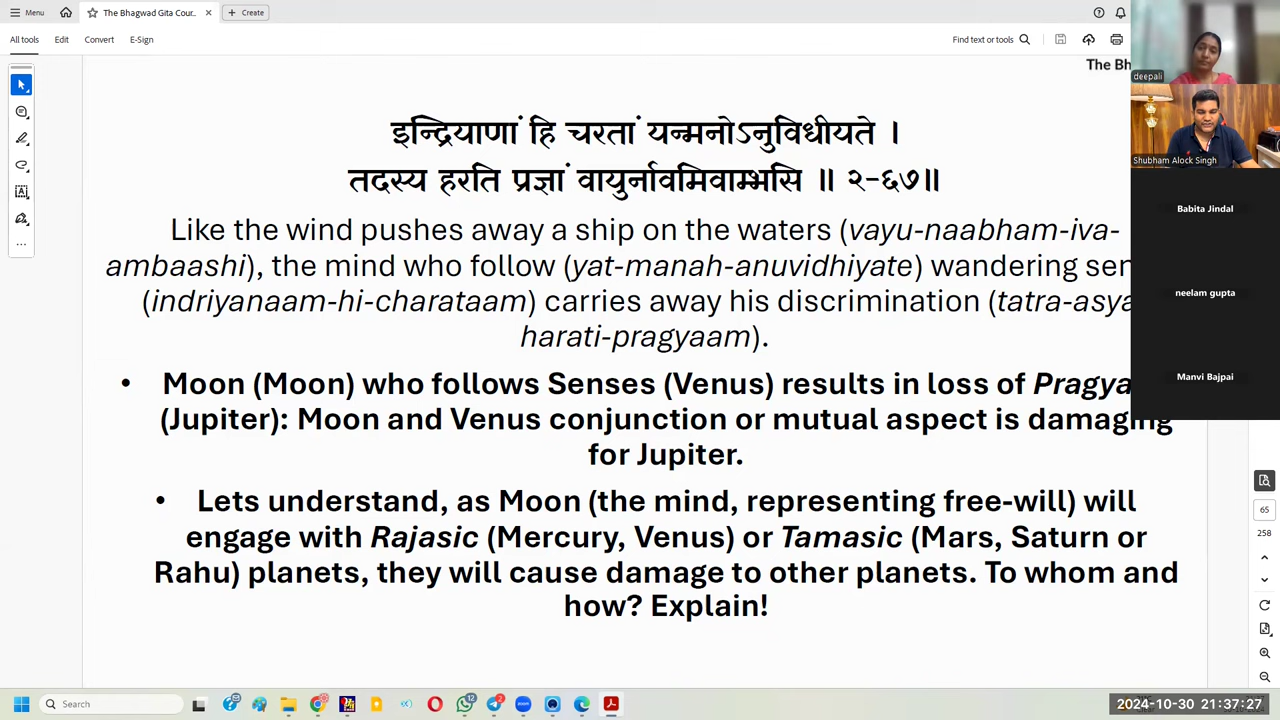 Menu
The Bhagwad Gita Cour...
Create
All tools
Edit
Convert
E-Sign
Find text or tools
The Bh
इन्द्रियाणां हि चरतां यन्मनोऽनुविधीयते ।
तदस्य हरति प्रज्ञां वायुर्नावमिवाम्भसि ॥ २-६७॥
Like the wind pushes away a ship on the waters (vayu-naabham-iva-
ambaashi), the mind who follow (yat-manah-anuvidhiyate) wandering sen
(indriyanaam-hi-charataam) carries away his discrimination (tatra-asya
harati-pragyaam).
• Moon (Moon) who follows Senses (Venus) results in loss of Pragya
(Jupiter): Moon and Venus conjunction or mutual aspect is damaging
for Jupiter.
• Lets understand, as Moon (the mind, representing free-will) will
engage with Rajasic (Mercury, Venus) or Tamasic (Mars, Saturn or
Rahu) planets, they will cause damage to other planets. To whom and
how? Explain!
deepali
Shubham Alock Singh
Babita Jindal
neelam gupta
Manvi Bajpai
65
258
Search
12
2
zoom
2024-10-30 21:37:27